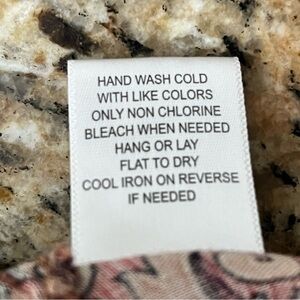 HAND WASH COLD
WITH LIKE COLORS
ONLY NON CHLORINE
BLEACH WHEN NEEDED
HANG OR LAY
FLAT TO DRY
COOL IRON ON REVERSE
IF NEEDED